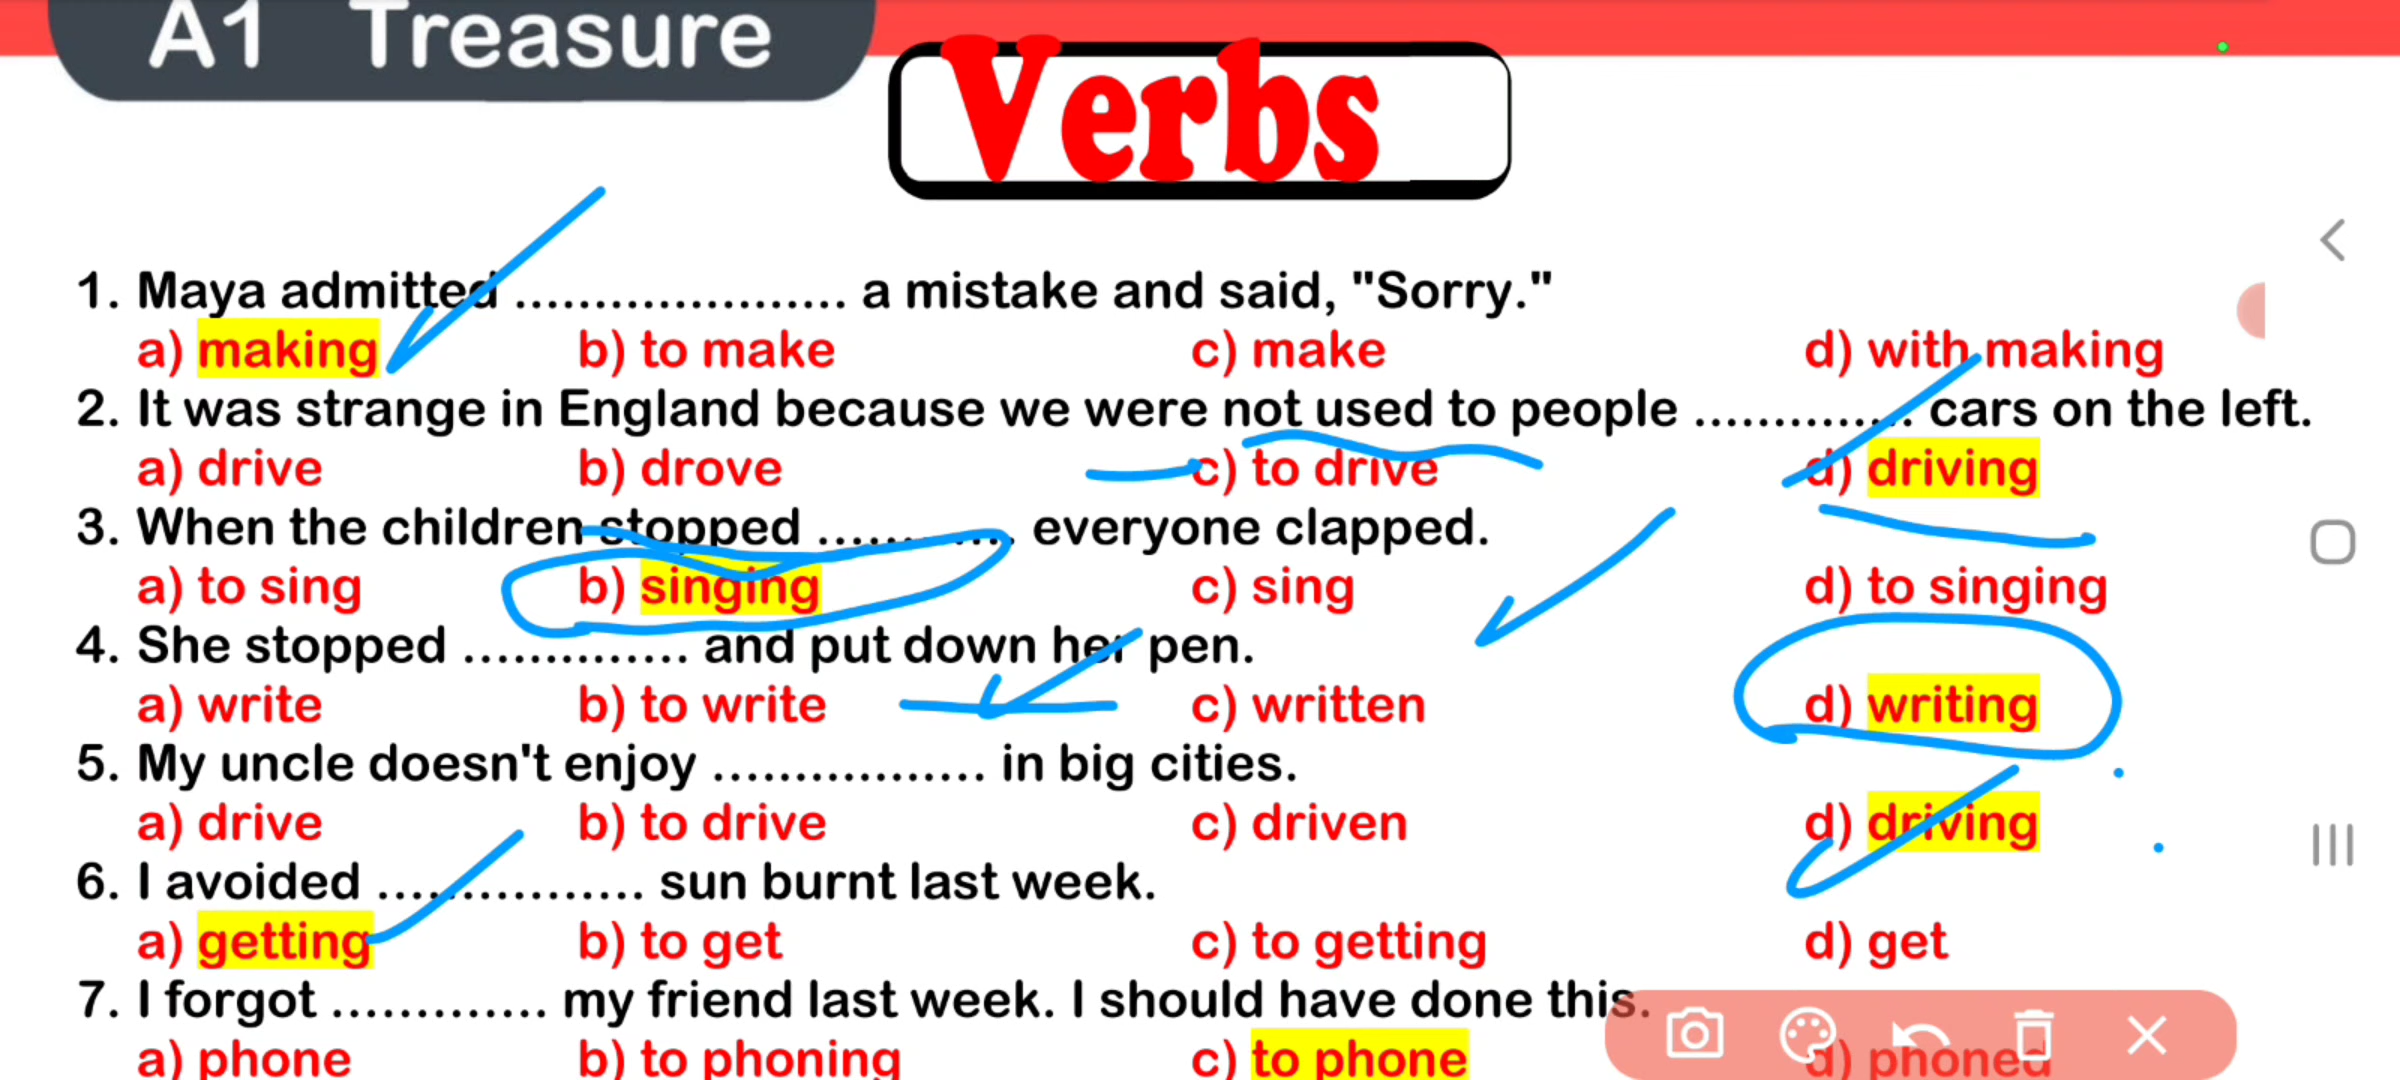 A1 Treasure
Verbs
1. Maya admitted ..................... a mistake and said, "Sorry."
a) making b) to make c) make d) with making
2. It was strange in England because we were not used to people .............. cars on the left.
a) drive b) drove c) to drive d) driving
3. When the children stopped ............. everyone clapped.
a) to sing b) singing c) sing d) to singing
4. She stopped .............. and put down her pen.
a) write b) to write c) written d) writing
5. My uncle doesn't enjoy ................. in big cities.
a) drive b) to drive c) driven d) driving
6. I avoided ................. sun burnt last week.
a) getting b) to get c) to getting d) get
7. I forgot ............. my friend last week. I should have done this.
a) phone b) to phoning c) to phone d) phoned